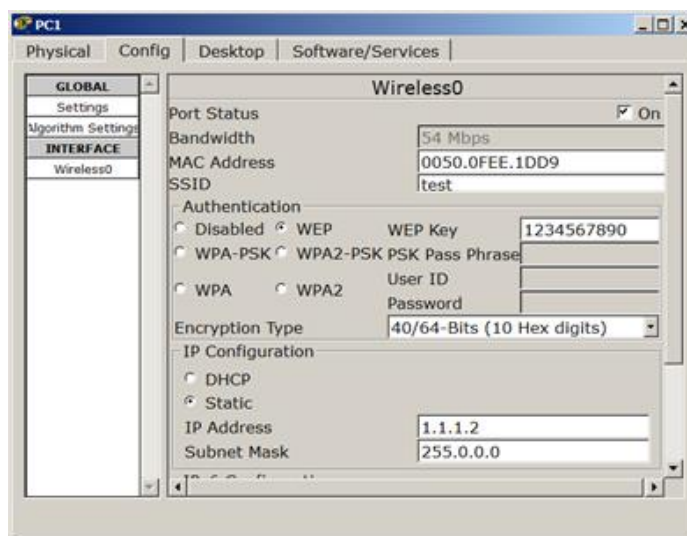 PC1
Physical Config Desktop Software/Services
GLOBAL
Settings
Algorithm Settings
INTERFACE
Wireless0
Wireless0
Port Status On
Bandwidth 54 Mbps
MAC Address 0050.0FEE.1DD9
SSID test
Authentication
Disabled WEP WEP Key 1234567890
WPA-PSK WPA2-PSK PSK Pass Phrase
User ID
WPA WPA2
Password
Encryption Type 40/64-Bits (10 Hex digits)
IP Configuration
DHCP
Static
IP Address 1.1.1.2
Subnet Mask 255.0.0.0